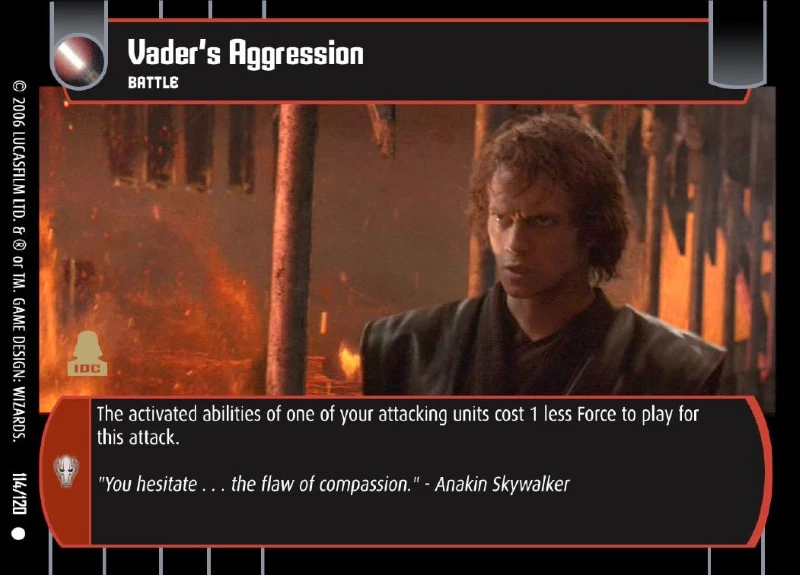 Vader's Aggression
BATTLE
© 2006 LUCASFILM LTD. & ® or TM. GAME DESIGN: WIZARDS. 114/120
IDC
The activated abilities of one of your attacking units cost 1 less Force to play for
this attack.
"You hesitate . . . the flaw of compassion." - Anakin Skywalker